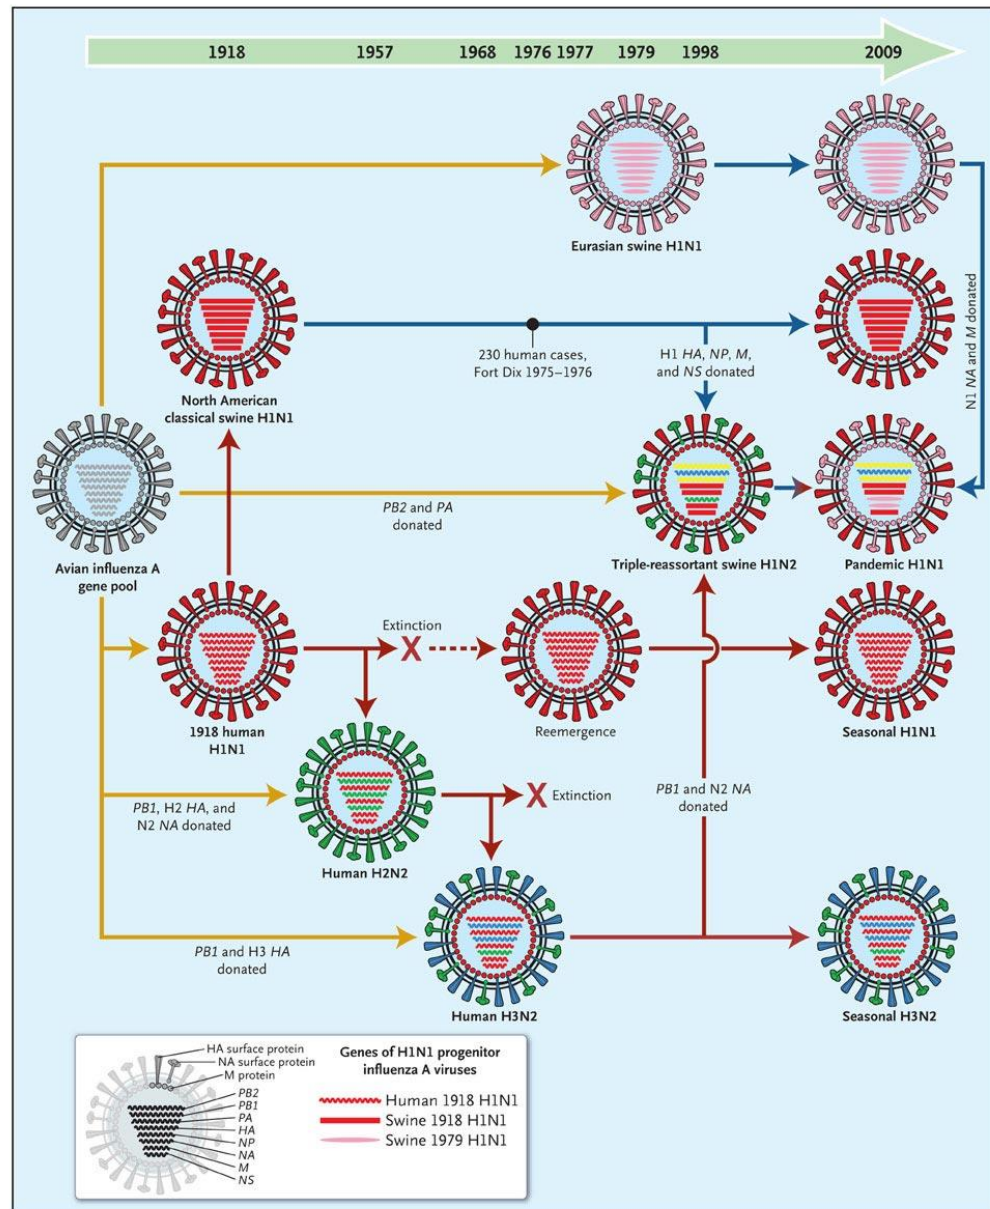 1918 1957 1968 1976 1977 1979 1998 2009
Eurasian swine H1N1
N1 NA and M donated
230 human cases,
Fort Dix 1975–1976
H1 HA, NP, M,
and NS donated
North American
classical swine H1N1
PB2 and PA
donated
Avian influenza A
gene pool
Triple-reassortant swine H1N2
Pandemic H1N1
Extinction
X
1918 human
H1N1
Reemergence
Seasonal H1N1
PB1, H2 HA, and
N2 NA donated
X Extinction
PB1 and N2 NA
donated
Human H2N2
PB1 and H3 HA
donated
Human H3N2
Seasonal H3N2
HA surface protein
NA surface protein
M protein
PB2
PB1
PA
HA
NP
NA
M
NS
Genes of H1N1 progenitor
influenza A viruses
Human 1918 H1N1
Swine 1918 H1N1
Swine 1979 H1N1